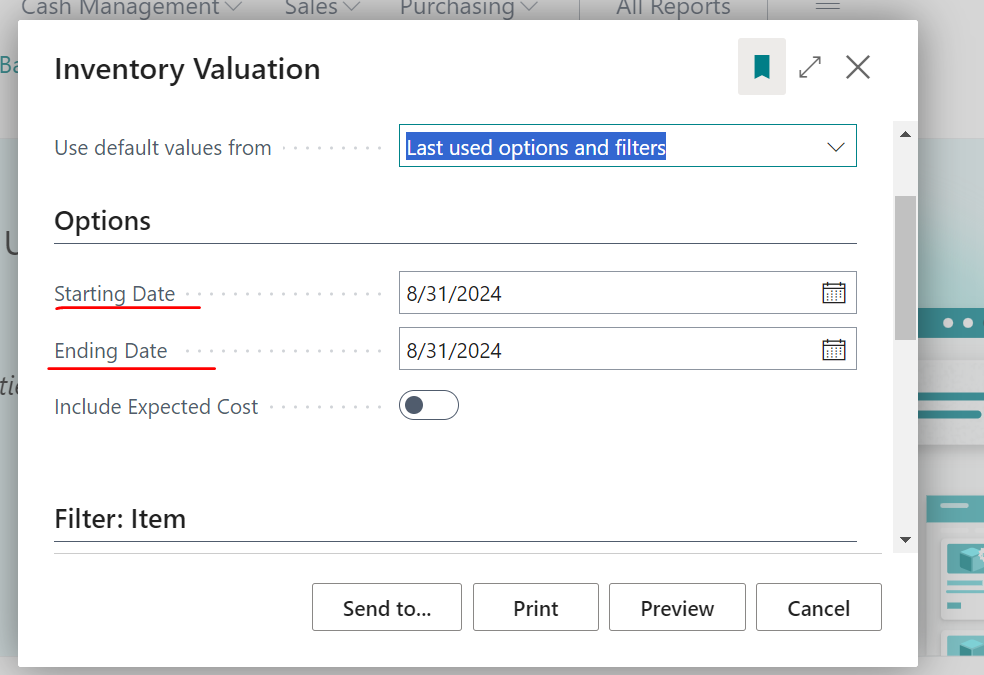 Cash Management Sales Purchasing All Reports
Inventory Valuation
Use default values from Last used options and filters
Options
Starting Date 8/31/2024
Ending Date 8/31/2024
Include Expected Cost
Filter: Item
Send to... Print Preview Cancel